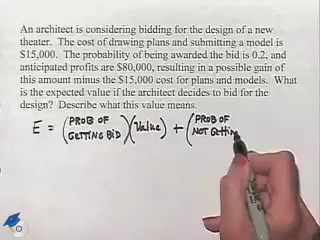 An architect is considering bidding for the design of a new
theater. The cost of drawing plans and submitting a model is
$15,000. The probability of being awarded the bid is 0.2, and
anticipated profits are $80,000, resulting in a possible gain of
this amount minus the $15,000 cost for plans and models. What
is the expected value if the architect decides to bid for the
design? Describe what this value means.
E = (PROB OF GETTING BID)(Value) + (PROB OF NOT Getting